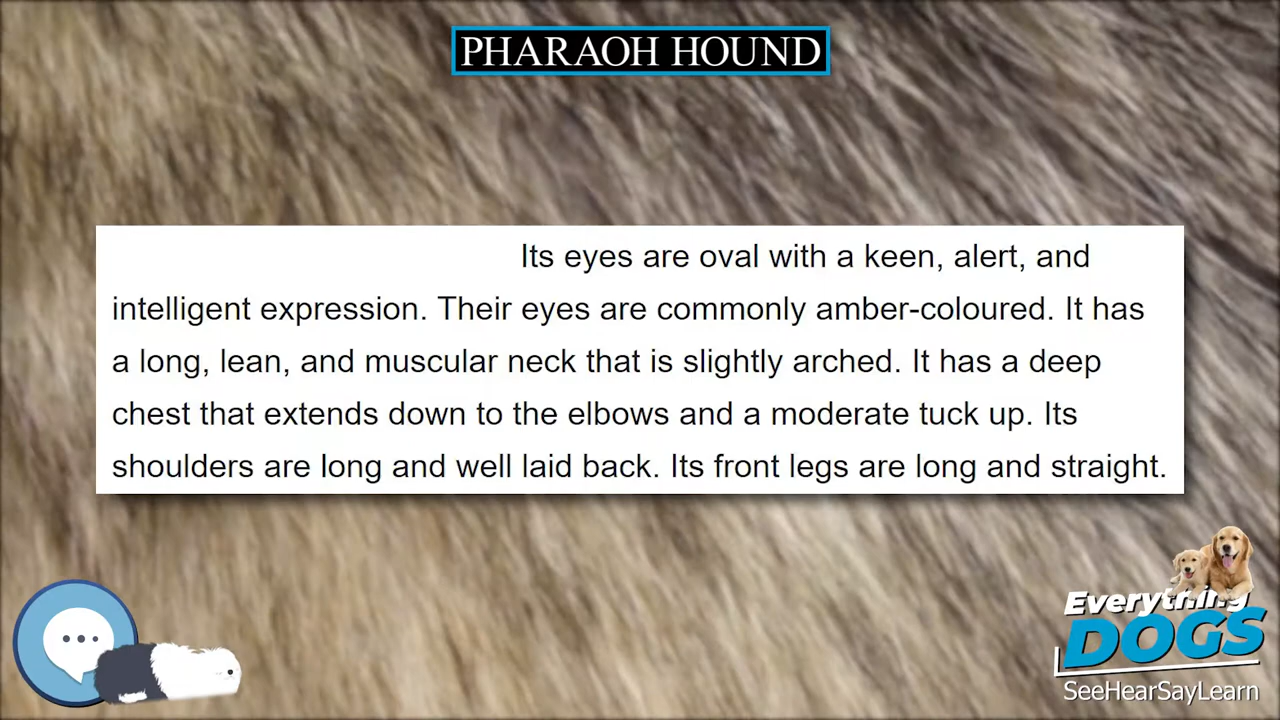 PHARAOH HOUND
Its eyes are oval with a keen, alert, and
intelligent expression. Their eyes are commonly amber-coloured. It has
a long, lean, and muscular neck that is slightly arched. It has a deep
chest that extends down to the elbows and a moderate tuck up. Its
shoulders are long and well laid back. Its front legs are long and straight.
Everything
DOGS
SeeHearSayLearn